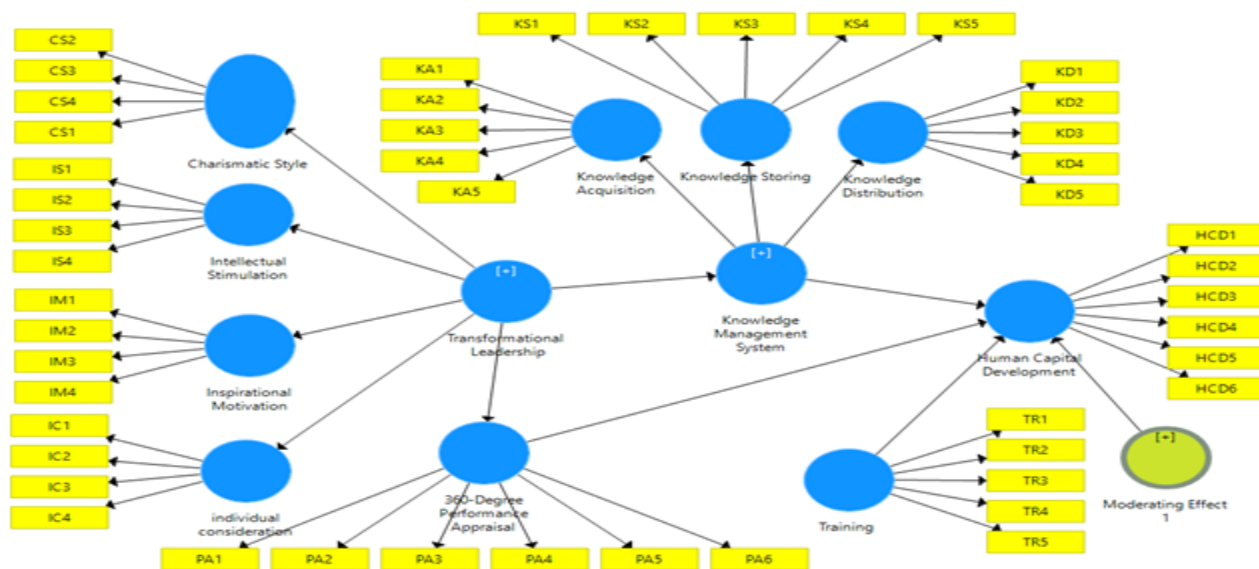 KS1
KS2
KS3
KS4
KS5
CS2
CS3
CS4
CS1
Charismatic Style
KA1
KA2
KA3
KA4
KA5
Knowledge
Acquisition
Knowledge Storing
Knowledge
Distribution
KD1
KD2
KD3
KD4
KD5
IS1
IS2
IS3
IS4
Intellectual
Stimulation
[+]
Transformational
Leadership
[+]
Knowledge
Management
System
HCD1
HCD2
HCD3
HCD4
HCD5
HCD6
Human Capital
Development
IM1
IM2
IM3
IM4
Inspirational
Motivation
IC1
IC2
IC3
IC4
individual
consideration
360-Degree
Performance
Appraisal
PA1
PA2
PA3
PA4
PA5
PA6
Training
TR1
TR2
TR3
TR4
TR5
[+]
Moderating Effect
1